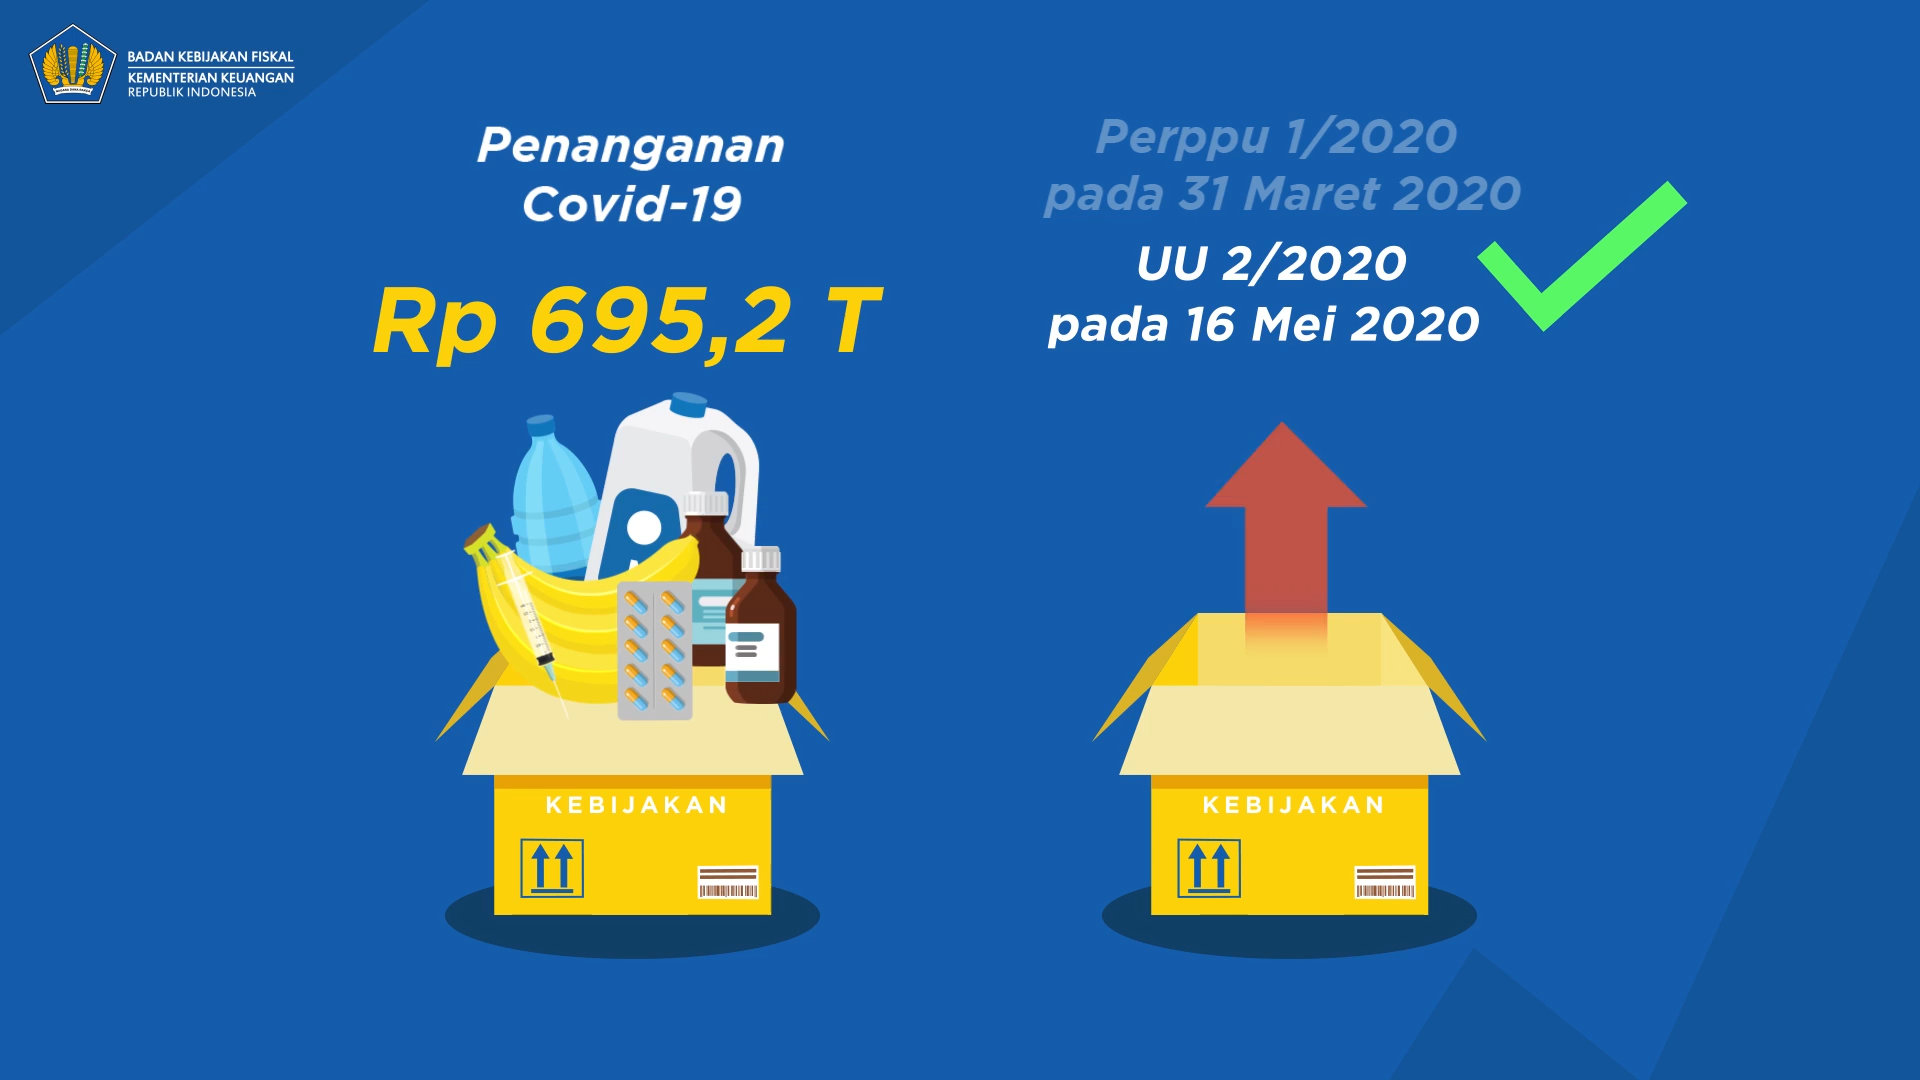 BADAN KEBIJAKAN FISKAL
KEMENTERIAN KEUANGAN
REPUBLIK INDONESIA
Penanganan
Covid-19
Rp 695,2 T
Perppu 1/2020
pada 31 Maret 2020
UU 2/2020
pada 16 Mei 2020
KEBIJAKAN
KEBIJAKAN